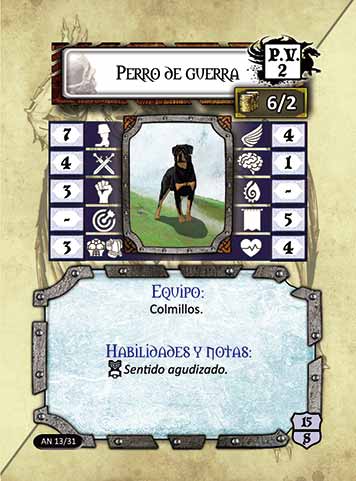 PERRO DE GUERRA
P.V.
2
6/2
7 4
4 1
3 -
- 5
3 4
EQUIPO:
Colmillos.
HABILIDADES Y NOTAS:
Sentido agudizado.
AN 13/31
15
8